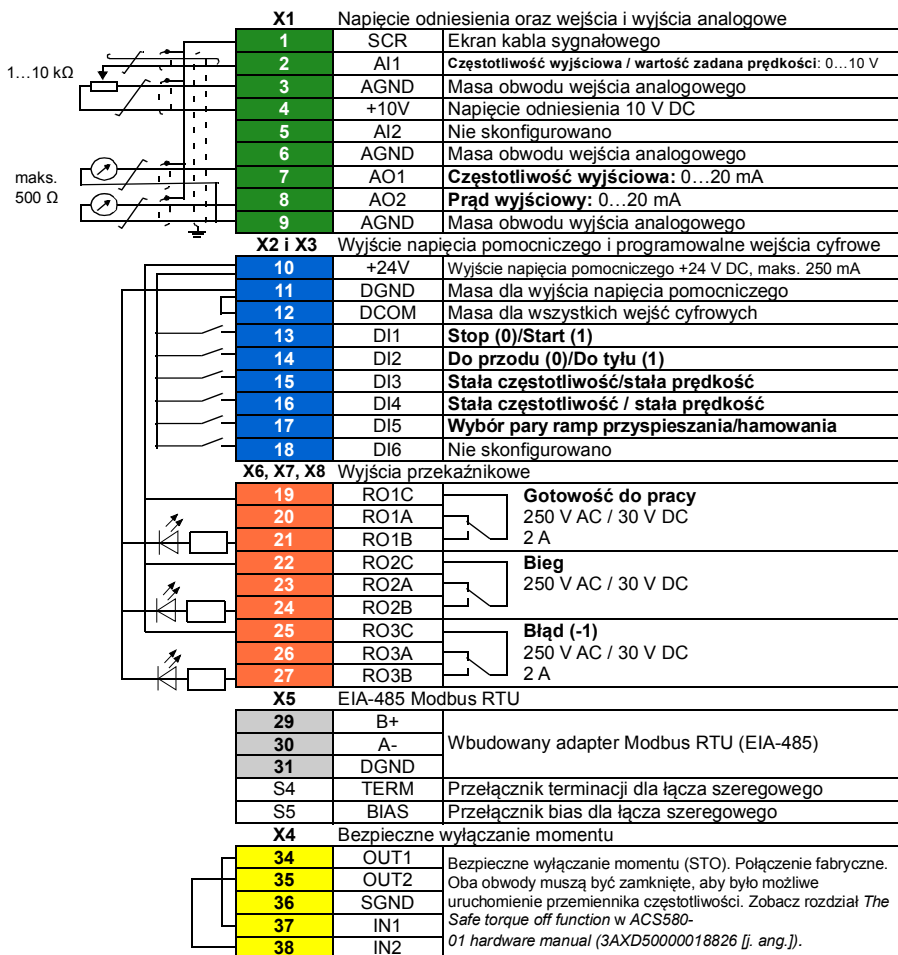 X1 Napięcie odniesienia oraz wejścia i wyjścia analogowe
1 SCR Ekran kabla sygnałowego
1…10 kΩ
2 AI1 Częstotliwość wyjściowa / wartość zadana prędkości: 0…10 V
3 AGND Masa obwodu wejścia analogowego
4 +10V Napięcie odniesienia 10 V DC
5 AI2 Nie skonfigurowano
6 AGND Masa obwodu wejścia analogowego
maks.
500 Ω
7 AO1 Częstotliwość wyjściowa: 0…20 mA
8 AO2 Prąd wyjściowy: 0…20 mA
9 AGND Masa obwodu wyjścia analogowego
X2 i X3 Wyjście napięcia pomocniczego i programowalne wejścia cyfrowe
10 +24V Wyjście napięcia pomocniczego +24 V DC, maks. 250 mA
11 DGND Masa dla wyjścia napięcia pomocniczego
12 DCOM Masa dla wszystkich wejść cyfrowych
13 DI1 Stop (0)/Start (1)
14 DI2 Do przodu (0)/Do tyłu (1)
15 DI3 Stała częstotliwość/stała prędkość
16 DI4 Stała częstotliwość / stała prędkość
17 DI5 Wybór pary ramp przyspieszania/hamowania
18 DI6 Nie skonfigurowano
X6, X7, X8 Wyjścia przekaźnikowe
19 RO1C Gotowość do pracy
20 RO1A 250 V AC / 30 V DC
21 RO1B 2 A
22 RO2C Bieg
23 RO2A 250 V AC / 30 V DC
24 RO2B
25 RO3C Błąd (-1)
26 RO3A 250 V AC / 30 V DC
27 RO3B 2 A
X5 EIA-485 Modbus RTU
29 B+
30 A- Wbudowany adapter Modbus RTU (EIA-485)
31 DGND
S4 TERM Przełącznik terminacji dla łącza szeregowego
S5 BIAS Przełącznik bias dla łącza szeregowego
X4 Bezpieczne wyłączanie momentu
34 OUT1 Bezpieczne wyłączanie momentu (STO). Połączenie fabryczne.
35 OUT2 Oba obwody muszą być zamknięte, aby było możliwe
36 SGND uruchomienie przemiennika częstotliwości. Zobacz rozdział The
37 IN1 Safe torque off function w ACS580-
38 IN2 01 hardware manual (3AXD50000018826 [j. ang.]).